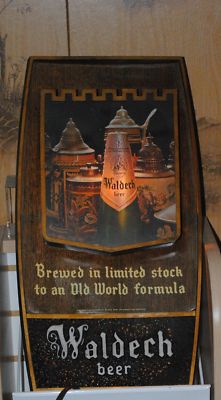 Waldech
beer
Brewed in limited stock
to an Old World formula
Waldech
beer